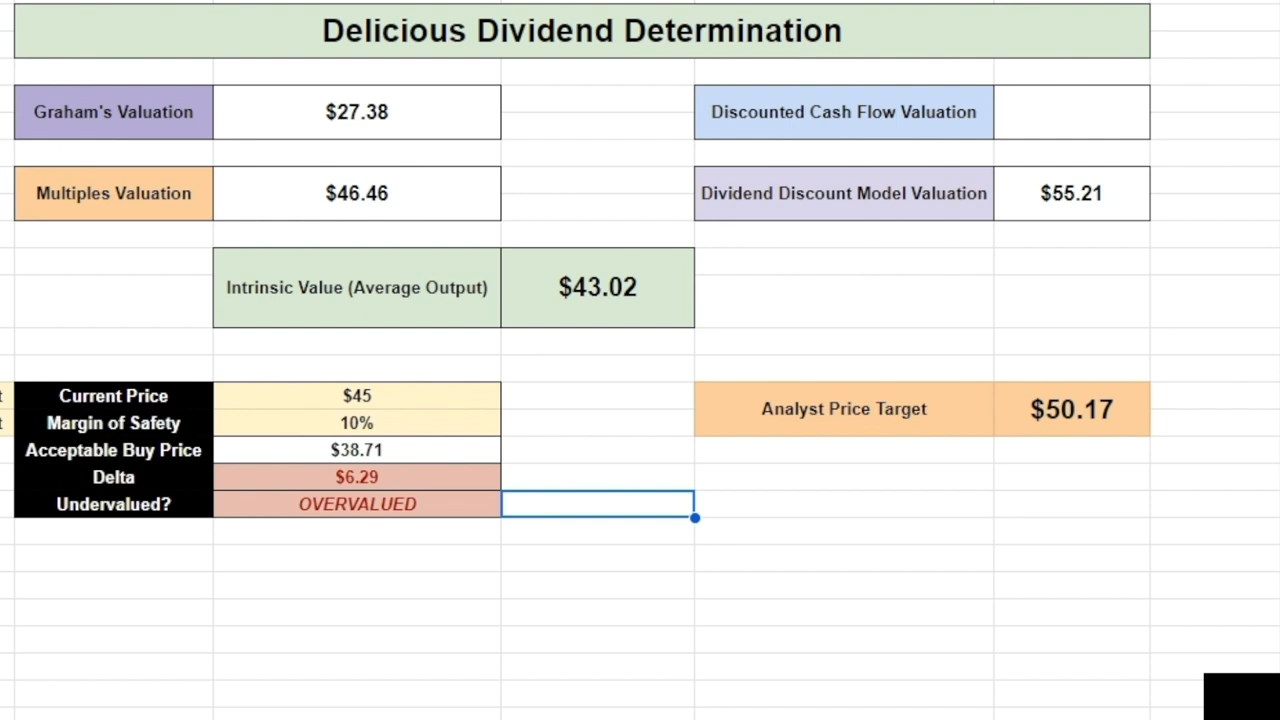 Delicious Dividend Determination
Graham's Valuation $27.38 Discounted Cash Flow Valuation
Multiples Valuation $46.46 Dividend Discount Model Valuation $55.21
Intrinsic Value (Average Output) $43.02
t Current Price $45
t Margin of Safety 10%
Analyst Price Target $50.17
Acceptable Buy Price $38.71
Delta $6.29
Undervalued? OVERVALUED